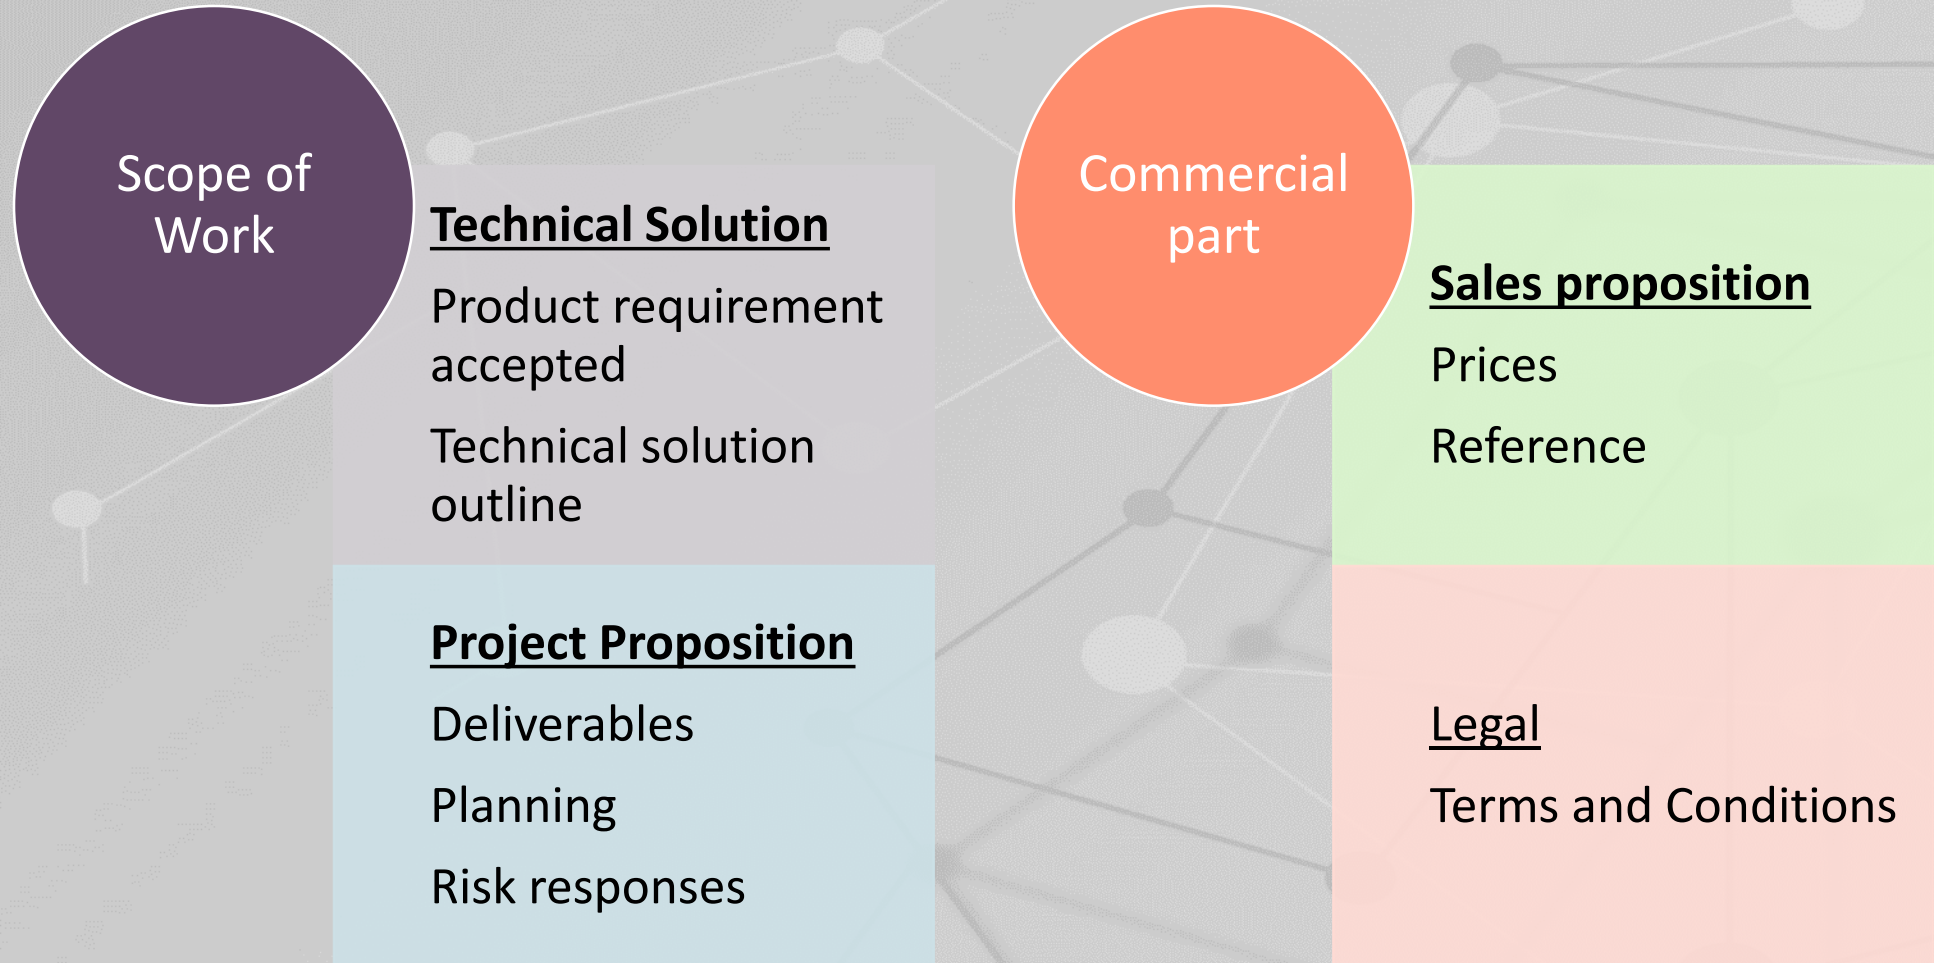 Scope of
Work
Technical Solution
Product requirement
accepted
Technical solution
outline
Project Proposition
Deliverables
Planning
Risk responses
Commercial
part
Sales proposition
Prices
Reference
Legal
Terms and Conditions